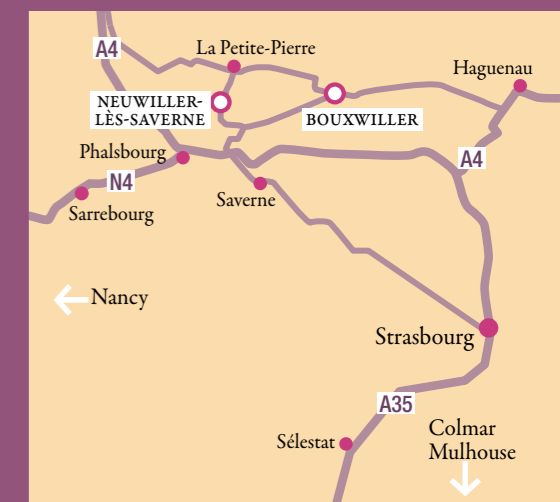 A4
La Petite-Pierre
Haguenau
NEUWILLER-
LÈS-SAVERNE
BOUXWILLER
Phalsbourg
A4
N4
Saverne
Sarrebourg
Nancy
Strasbourg
A35
Colmar
Mulhouse
Sélestat